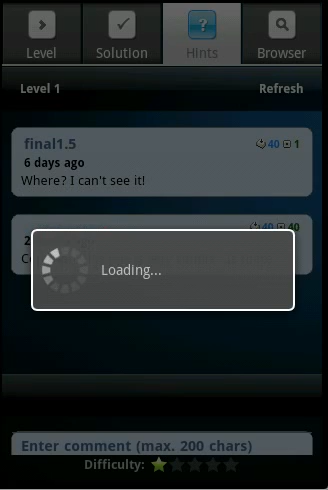 Level
Solution
Hints
Browser
Level 1
Refresh
final1.5
40
1
6 days ago
Where? I can't see it!
40
40
2
Loading...
Enter comment (max. 200 chars)
Difficulty: